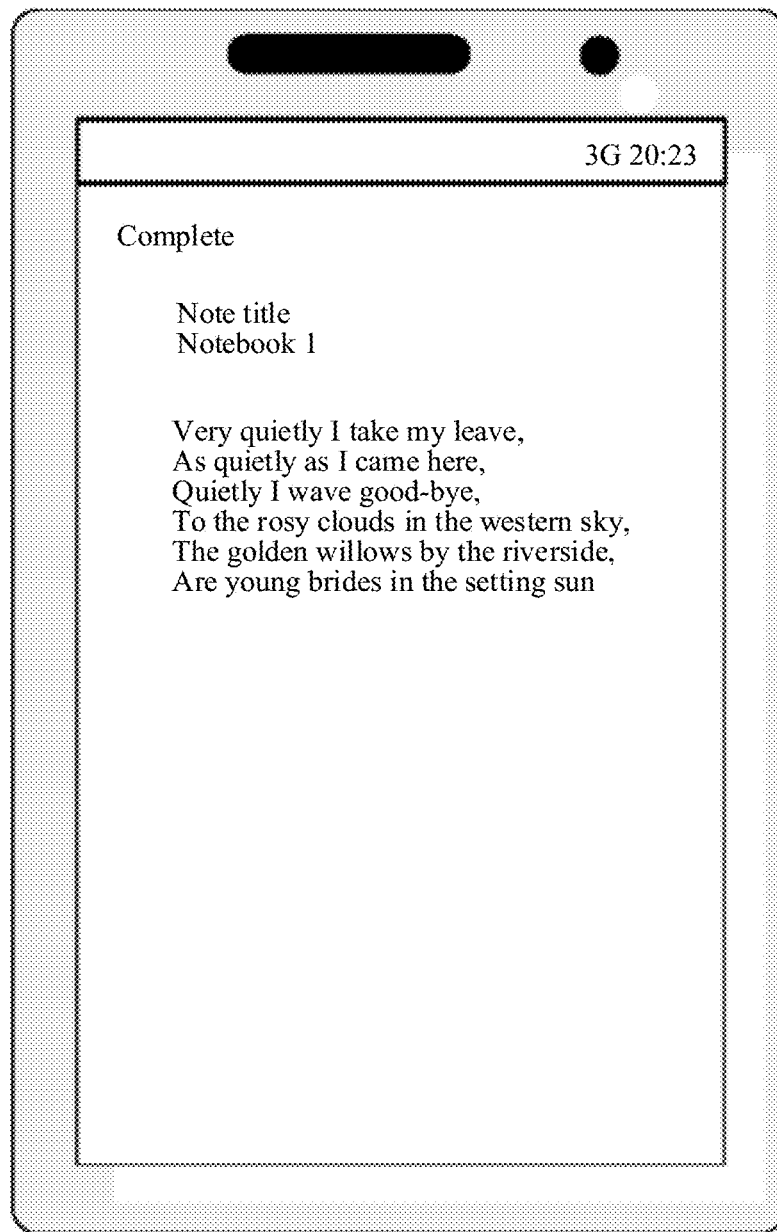 3G 20:23
Complete
Note title
Notebook 1
Very quietly I take my leave,
As quietly as I came here,
Quietly I wave good-bye,
To the rosy clouds in the western sky,
The golden willows by the riverside,
Are young brides in the setting sun